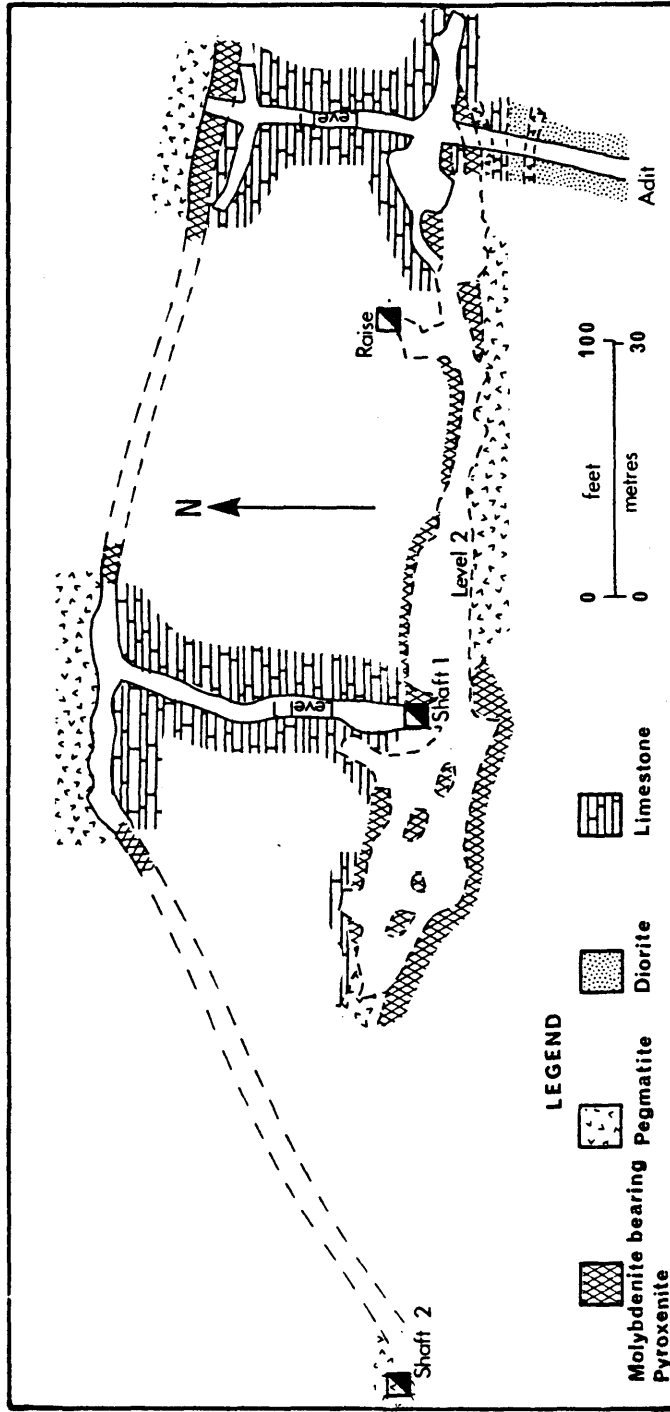 N
Level
Level
Raise
Shaft 1
Level 2
Shaft 2
Adit
0 feet 100
0 metres 30
LEGEND
Molybdenite bearing
Pyroxenite
Pegmatite
Diorite
Limestone